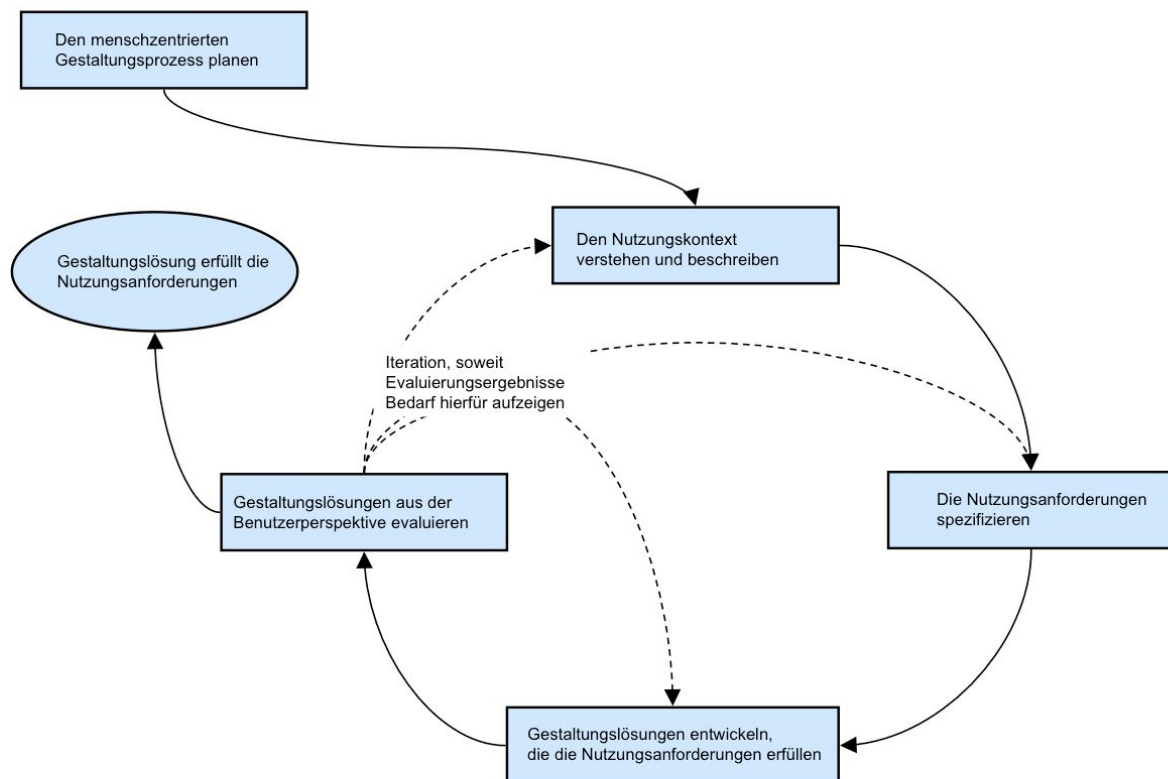 Den menschzentrierten
Gestaltungsprozess planen
Den Nutzungskontext
verstehen und beschreiben
Gestaltungslösung erfüllt die
Nutzungsanforderungen
Iteration, soweit
Evaluierungsergebnisse
Bedarf hierfür aufzeigen
Gestaltungslösungen aus der
Benutzerperspektive evaluieren
Die Nutzungsanforderungen
spezifizieren
Gestaltungslösungen entwickeln,
die die Nutzungsanforderungen erfüllen